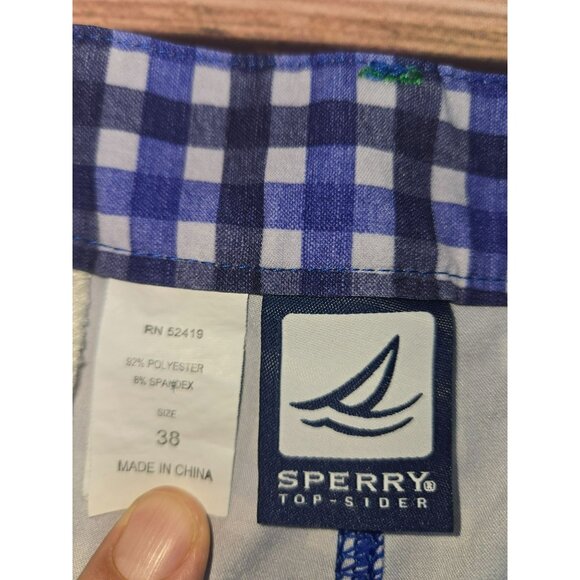 RN 52419
92% POLYESTER
8% SPANDEX
SIZE
38
MADE IN CHINA
SPERRY®
TOP-SIDER